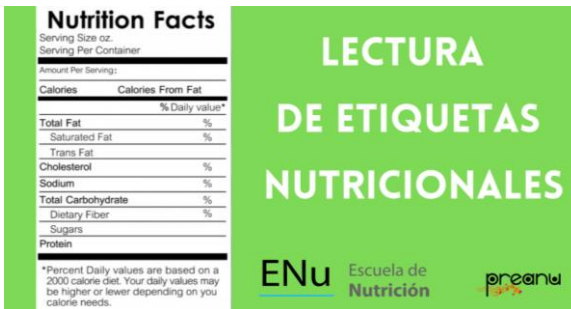 Nutrition Facts
Serving Size oz.
Serving Per Container
Amount Per Serving:
Calories Calories From Fat
% Daily value*
Total Fat %
Saturated Fat %
Trans Fat
Cholesterol %
Sodium %
Total Carbohydrate %
Dietary Fiber %
Sugars
Protein
*Percent Daily values are based on a
2000 calorie diet. Your daily values may
be higher or lower depending on you
calorie needs.
LECTURA
DE ETIQUETAS
NUTRICIONALES
ENu Escuela de
Nutrición
preanu